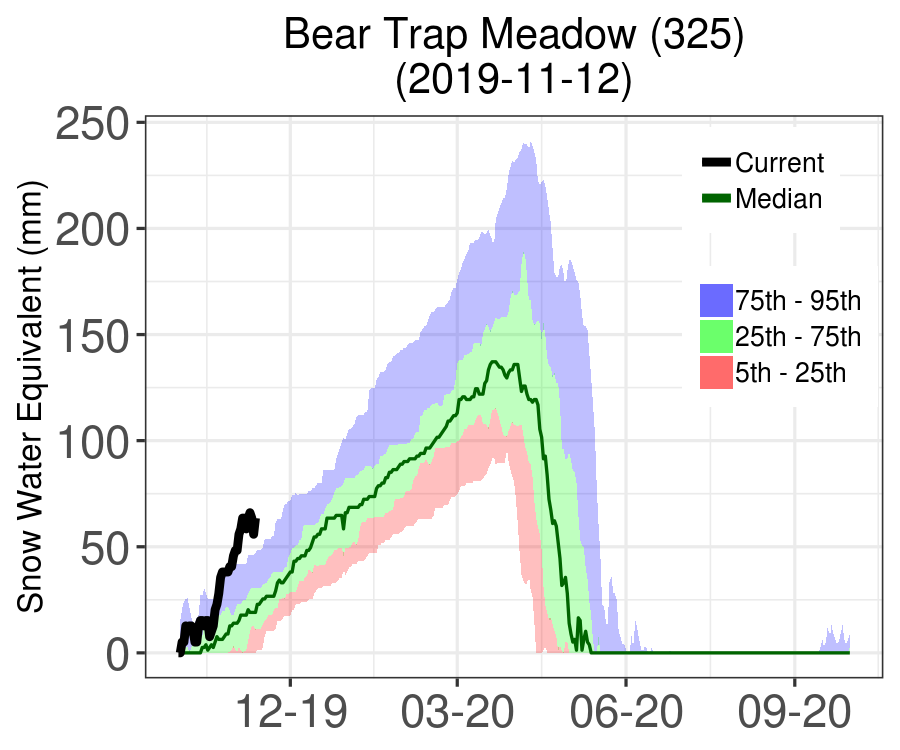 Bear Trap Meadow (325)
(2019-11-12)
Snow Water Equivalent (mm)
250
200
150
100
50
0
Current
Median
75th - 95th
25th - 75th
5th - 25th
12-19
03-20
06-20
09-20